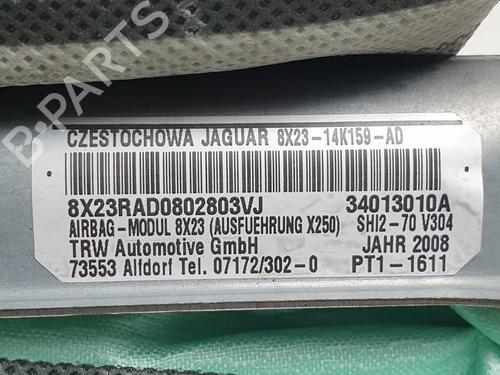 B-PARTS
CZESTOCHOWA JAGUAR 8X23-14K159-AD
8X23RAD0802803VJ 34013010A
AIRBAG-MODUL 8X23 (AUSFUEHRUNG X250) SHI2-70 V304
TRW Automotive GmbH JAHR 2008
73553 Alfdorf Tel. 07172/302-0 PT1-1611